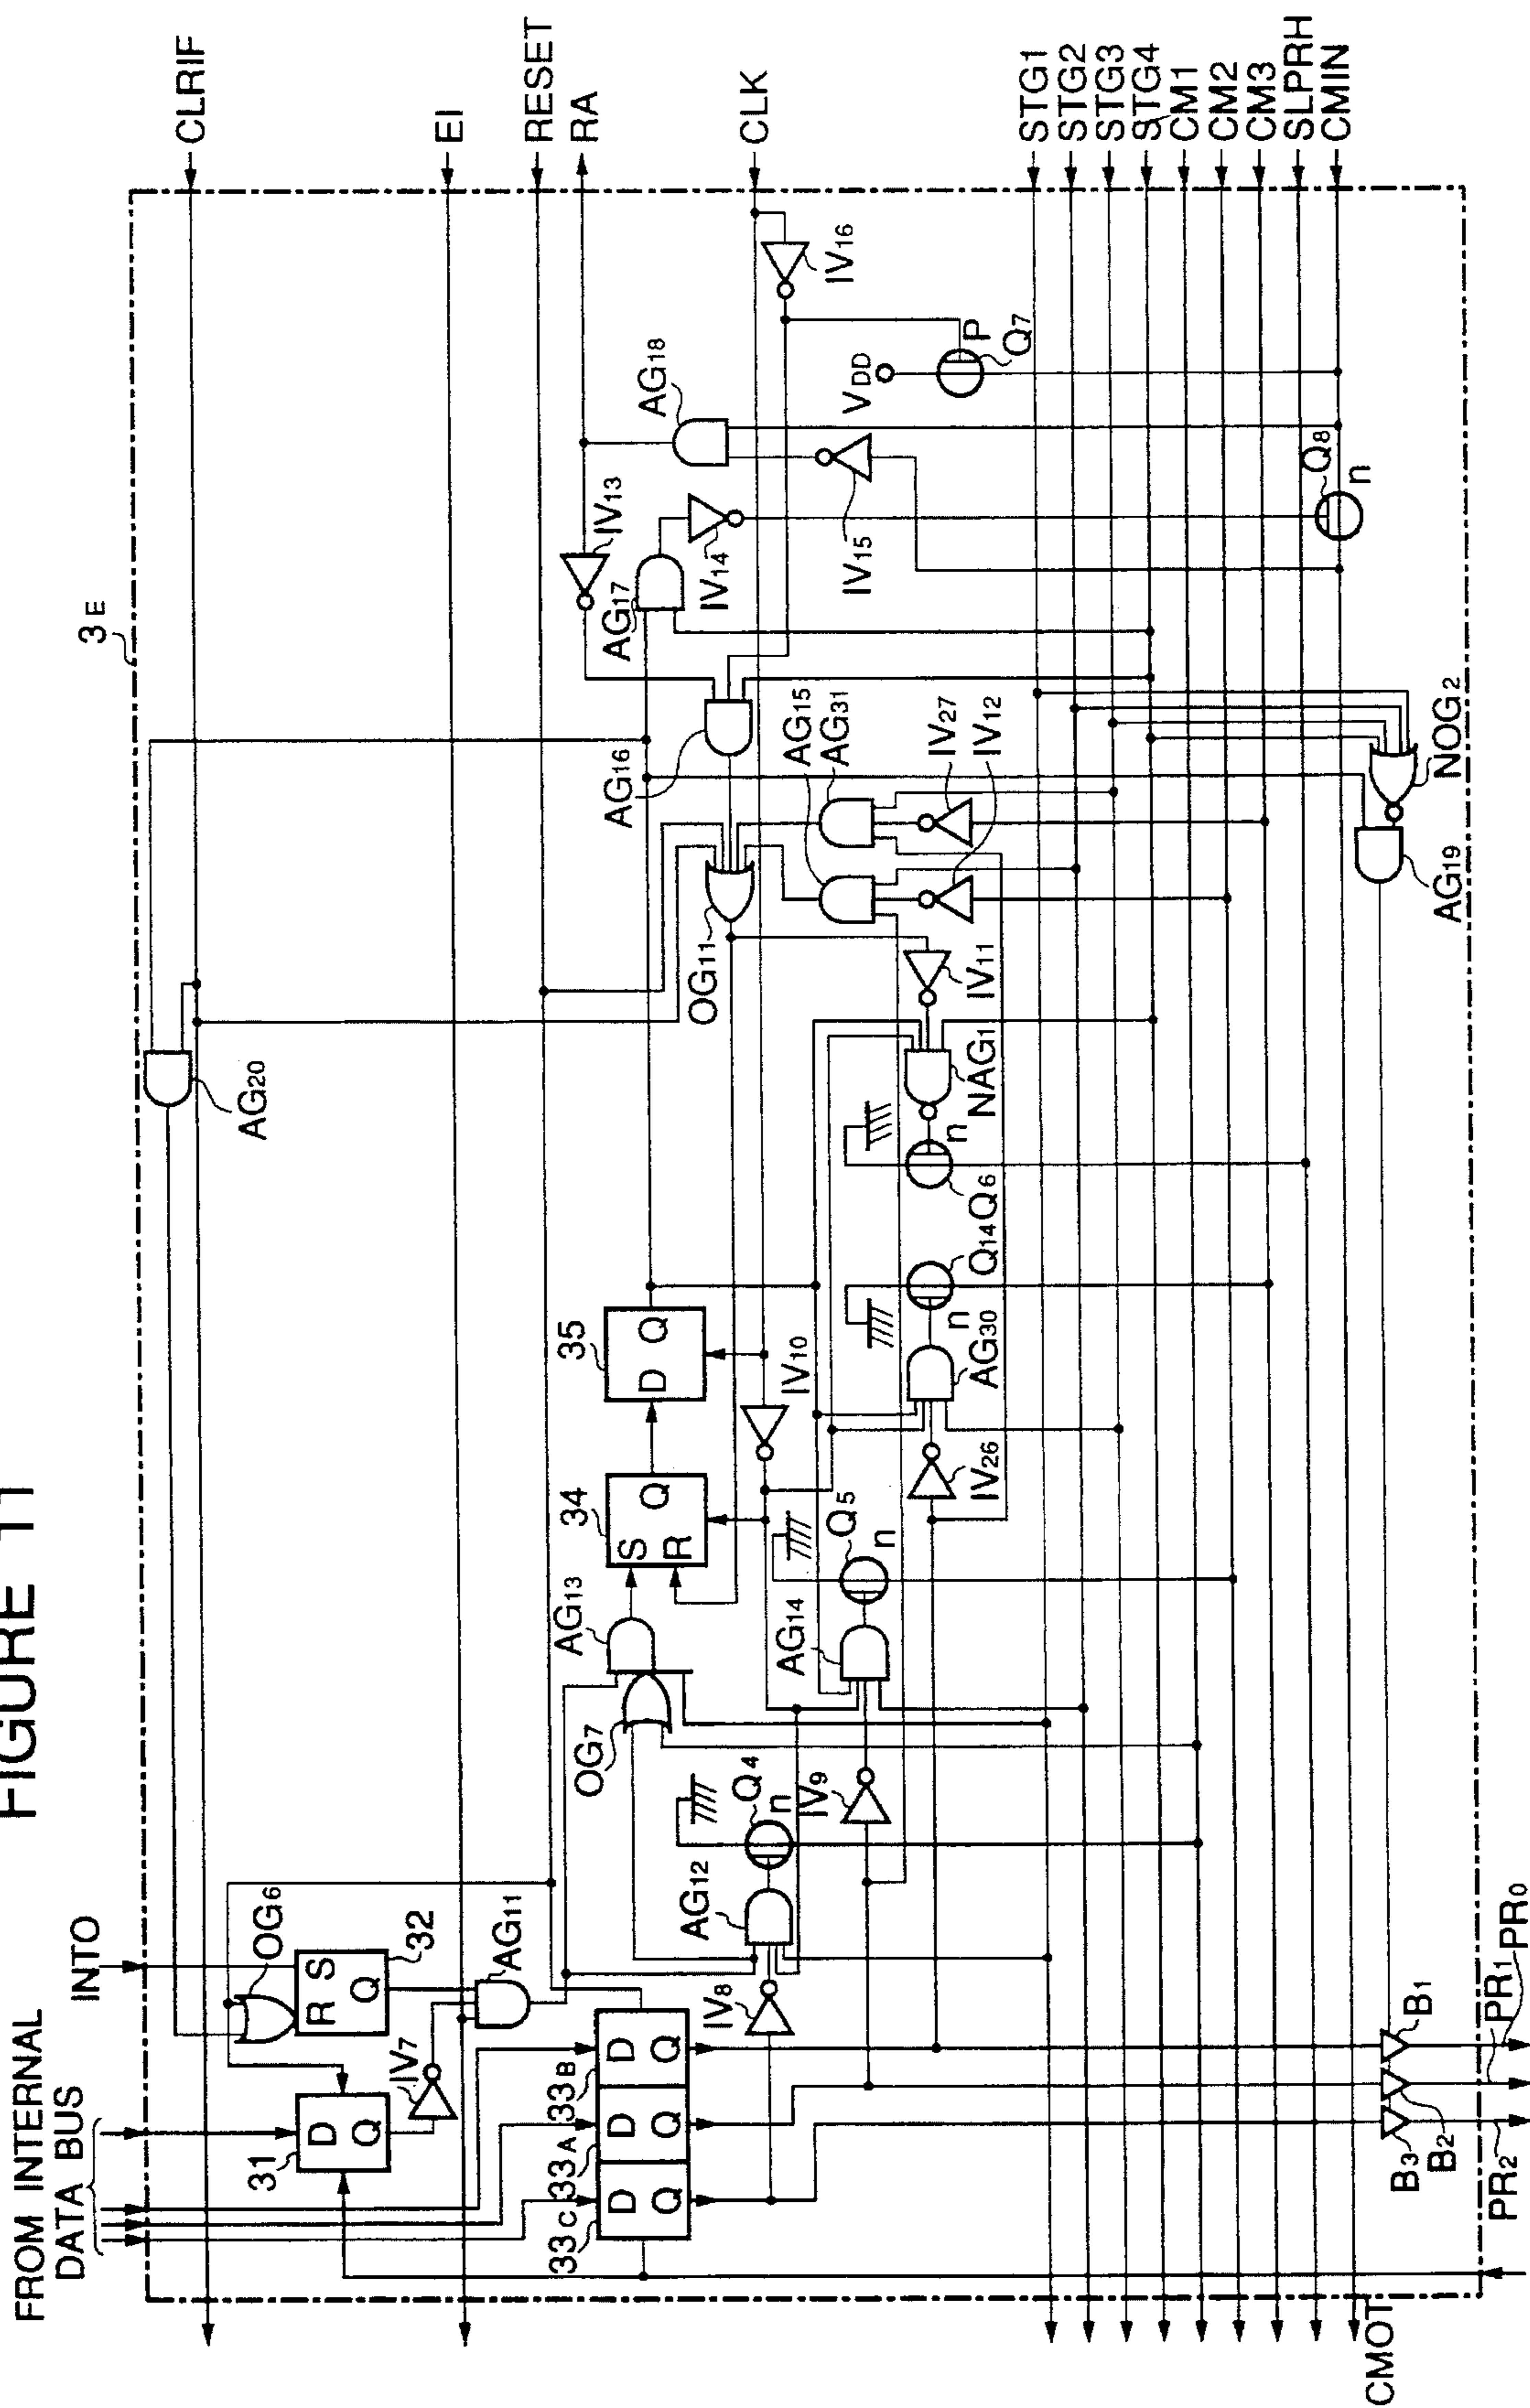 FIGURE 11
3E
CLRIF
EI
RESET
RA
CLK
STG1
STG2
STG3
STG4
CM1
CM2
CM3
SLPRH
CMIN
FROM INTERNAL
DATA BUS
INTO
OG6
R S
Q
32
31
D
Q
IV7
AG11
AG20
33C
33A
33B
D
Q
D
Q
D
Q
IV8
AG12
Q4
n
IV9
OG7
AG13
AG14
Q5
n
34
S
R
Q
35
D Q
IV10
IV26
AG30
n
Q14
Q6
n
NAG1
IV11
OG11
AG16
AG15
AG31
IV27
IV12
AG17
IV13
IV14
IV15
AG18
VDD
P
Q7
IV16
Q8
n
NOG2
AG19
B1
B2
B3
PR0
PR1
PR2
CMOT